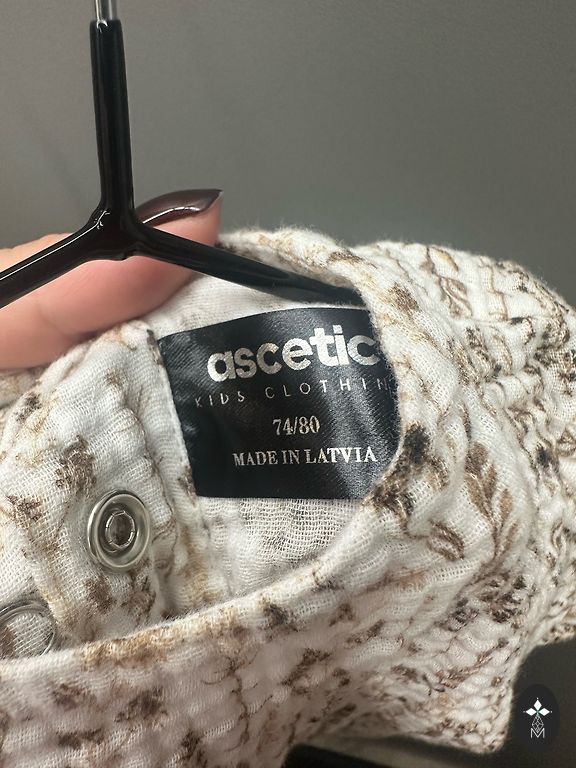 ascetic
KIDS CLOTHIN
74/80
MADE IN LATVIA
M